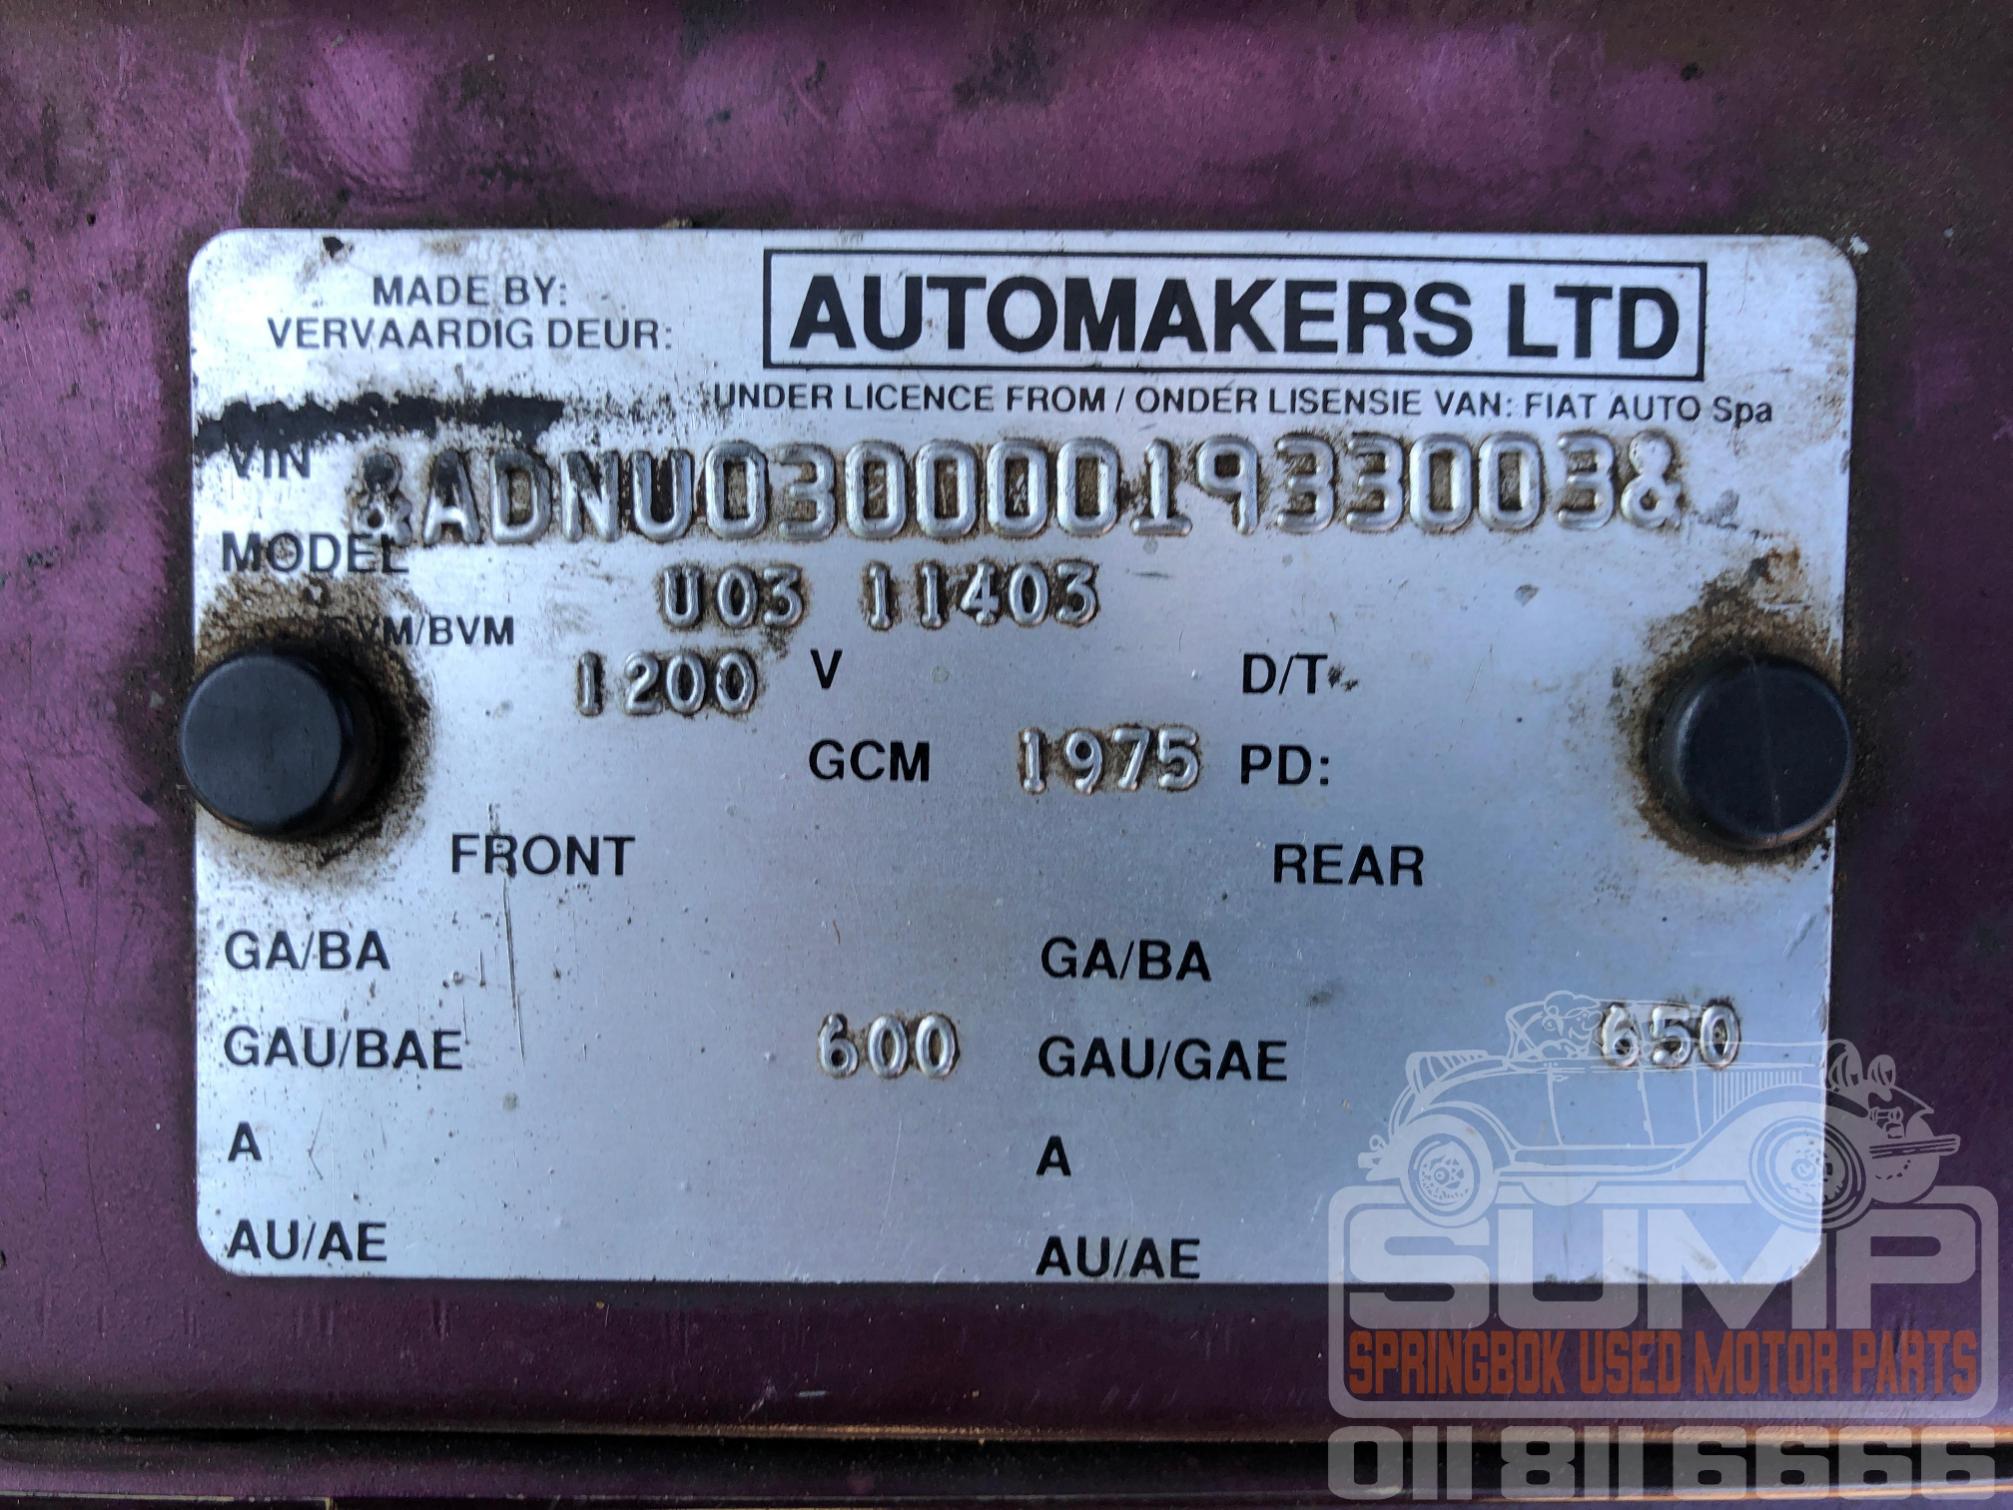 MADE BY:
VERVAARDIG DEUR:
AUTOMAKERS LTD
UNDER LICENCE FROM / ONDER LISENSIE VAN: FIAT AUTO Spa
VIN &ADNU0300001933003&
MODEL U03 11403
GVM/BVM 1200 V D/T
GCM 1975 PD:
FRONT REAR
GA/BA GA/BA
GAU/BAE 600 GAU/GAE 650
A A
AU/AE AU/AE
SUMP
SPRINGBOK USED MOTOR PARTS
011 811 6666